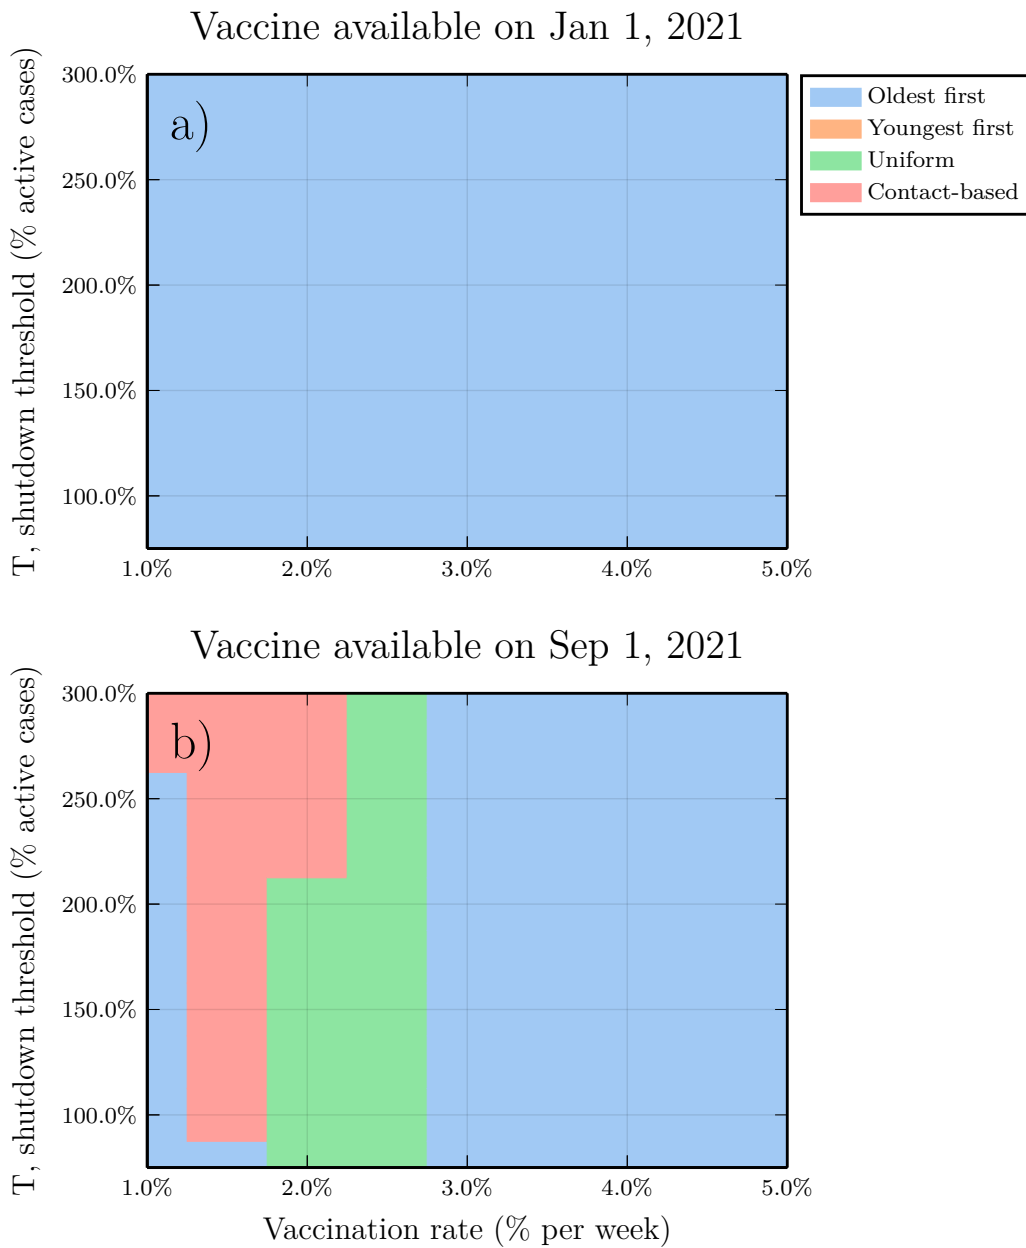 Vaccine available on Jan 1, 2021
T, shutdown threshold (% active cases)
300.0%
250.0%
200.0%
150.0%
100.0%
a)
1.0%
2.0%
3.0%
4.0%
5.0%
Oldest first
Youngest first
Uniform
Contact-based
Vaccine available on Sep 1, 2021
T, shutdown threshold (% active cases)
300.0%
250.0%
200.0%
150.0%
100.0%
b)
1.0%
2.0%
3.0%
4.0%
5.0%
Vaccination rate (% per week)